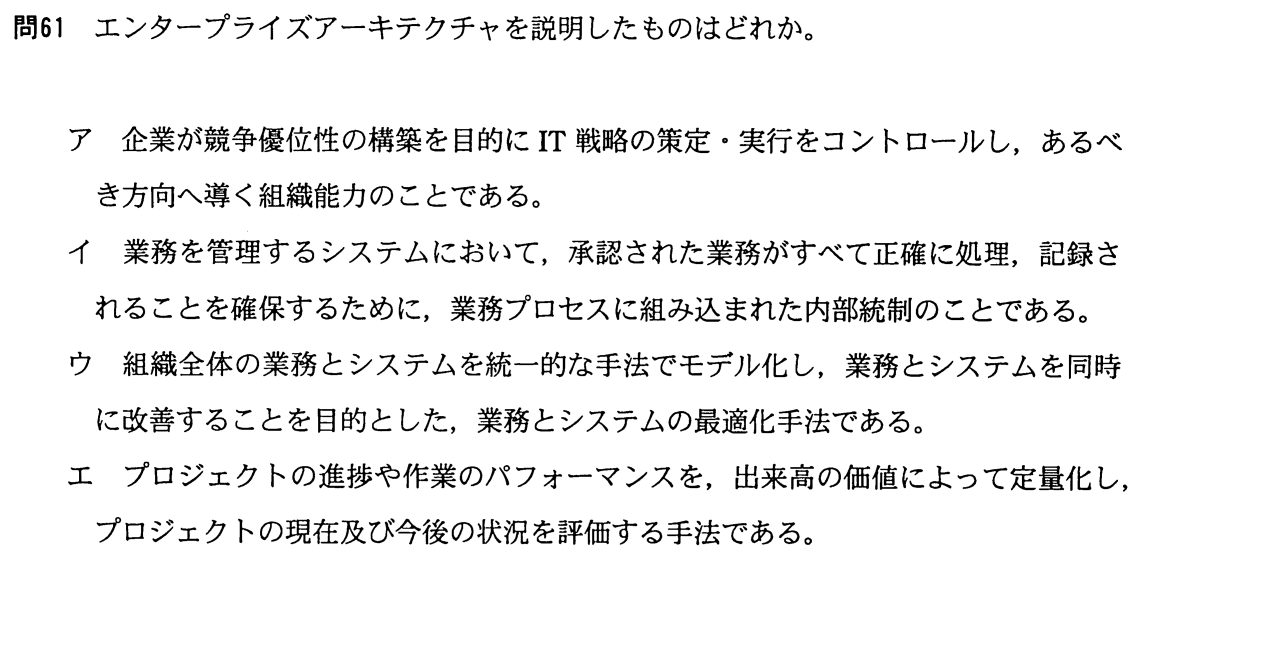 問61 エンタープライズアーキテクチャを説明したものはどれか。
ア 企業が競争優位性の構築を目的に IT 戦略の策定・実行をコントロールし，あるべ
き方向へ導く組織能力のことである。
イ 業務を管理するシステムにおいて，承認された業務がすべて正確に処理，記録さ
れることを確保するために，業務プロセスに組み込まれた内部統制のことである。
ウ 組織全体の業務とシステムを統一的な手法でモデル化し，業務とシステムを同時
に改善することを目的とした，業務とシステムの最適化手法である。
エ プロジェクトの進捗や作業のパフォーマンスを，出来高の価値によって定量化し，
プロジェクトの現在及び今後の状況を評価する手法である。